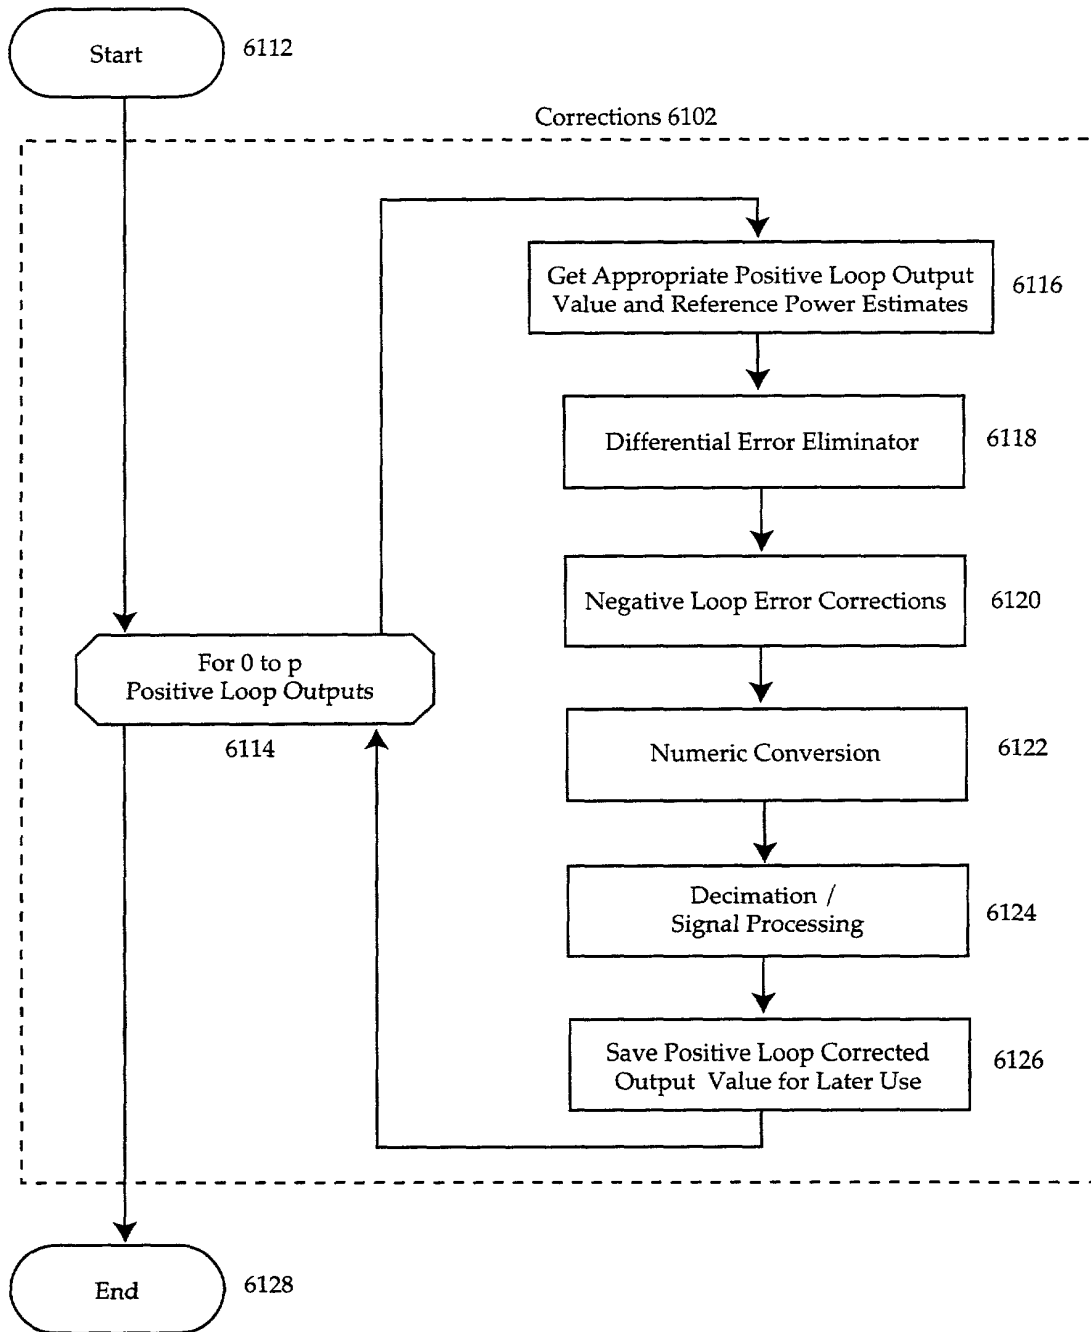 Start
6112
Corrections 6102
Get Appropriate Positive Loop Output
Value and Reference Power Estimates
6116
Differential Error Eliminator
6118
Negative Loop Error Corrections
6120
For 0 to p
Positive Loop Outputs
6114
Numeric Conversion
6122
Decimation /
Signal Processing
6124
Save Positive Loop Corrected
Output Value for Later Use
6126
End
6128